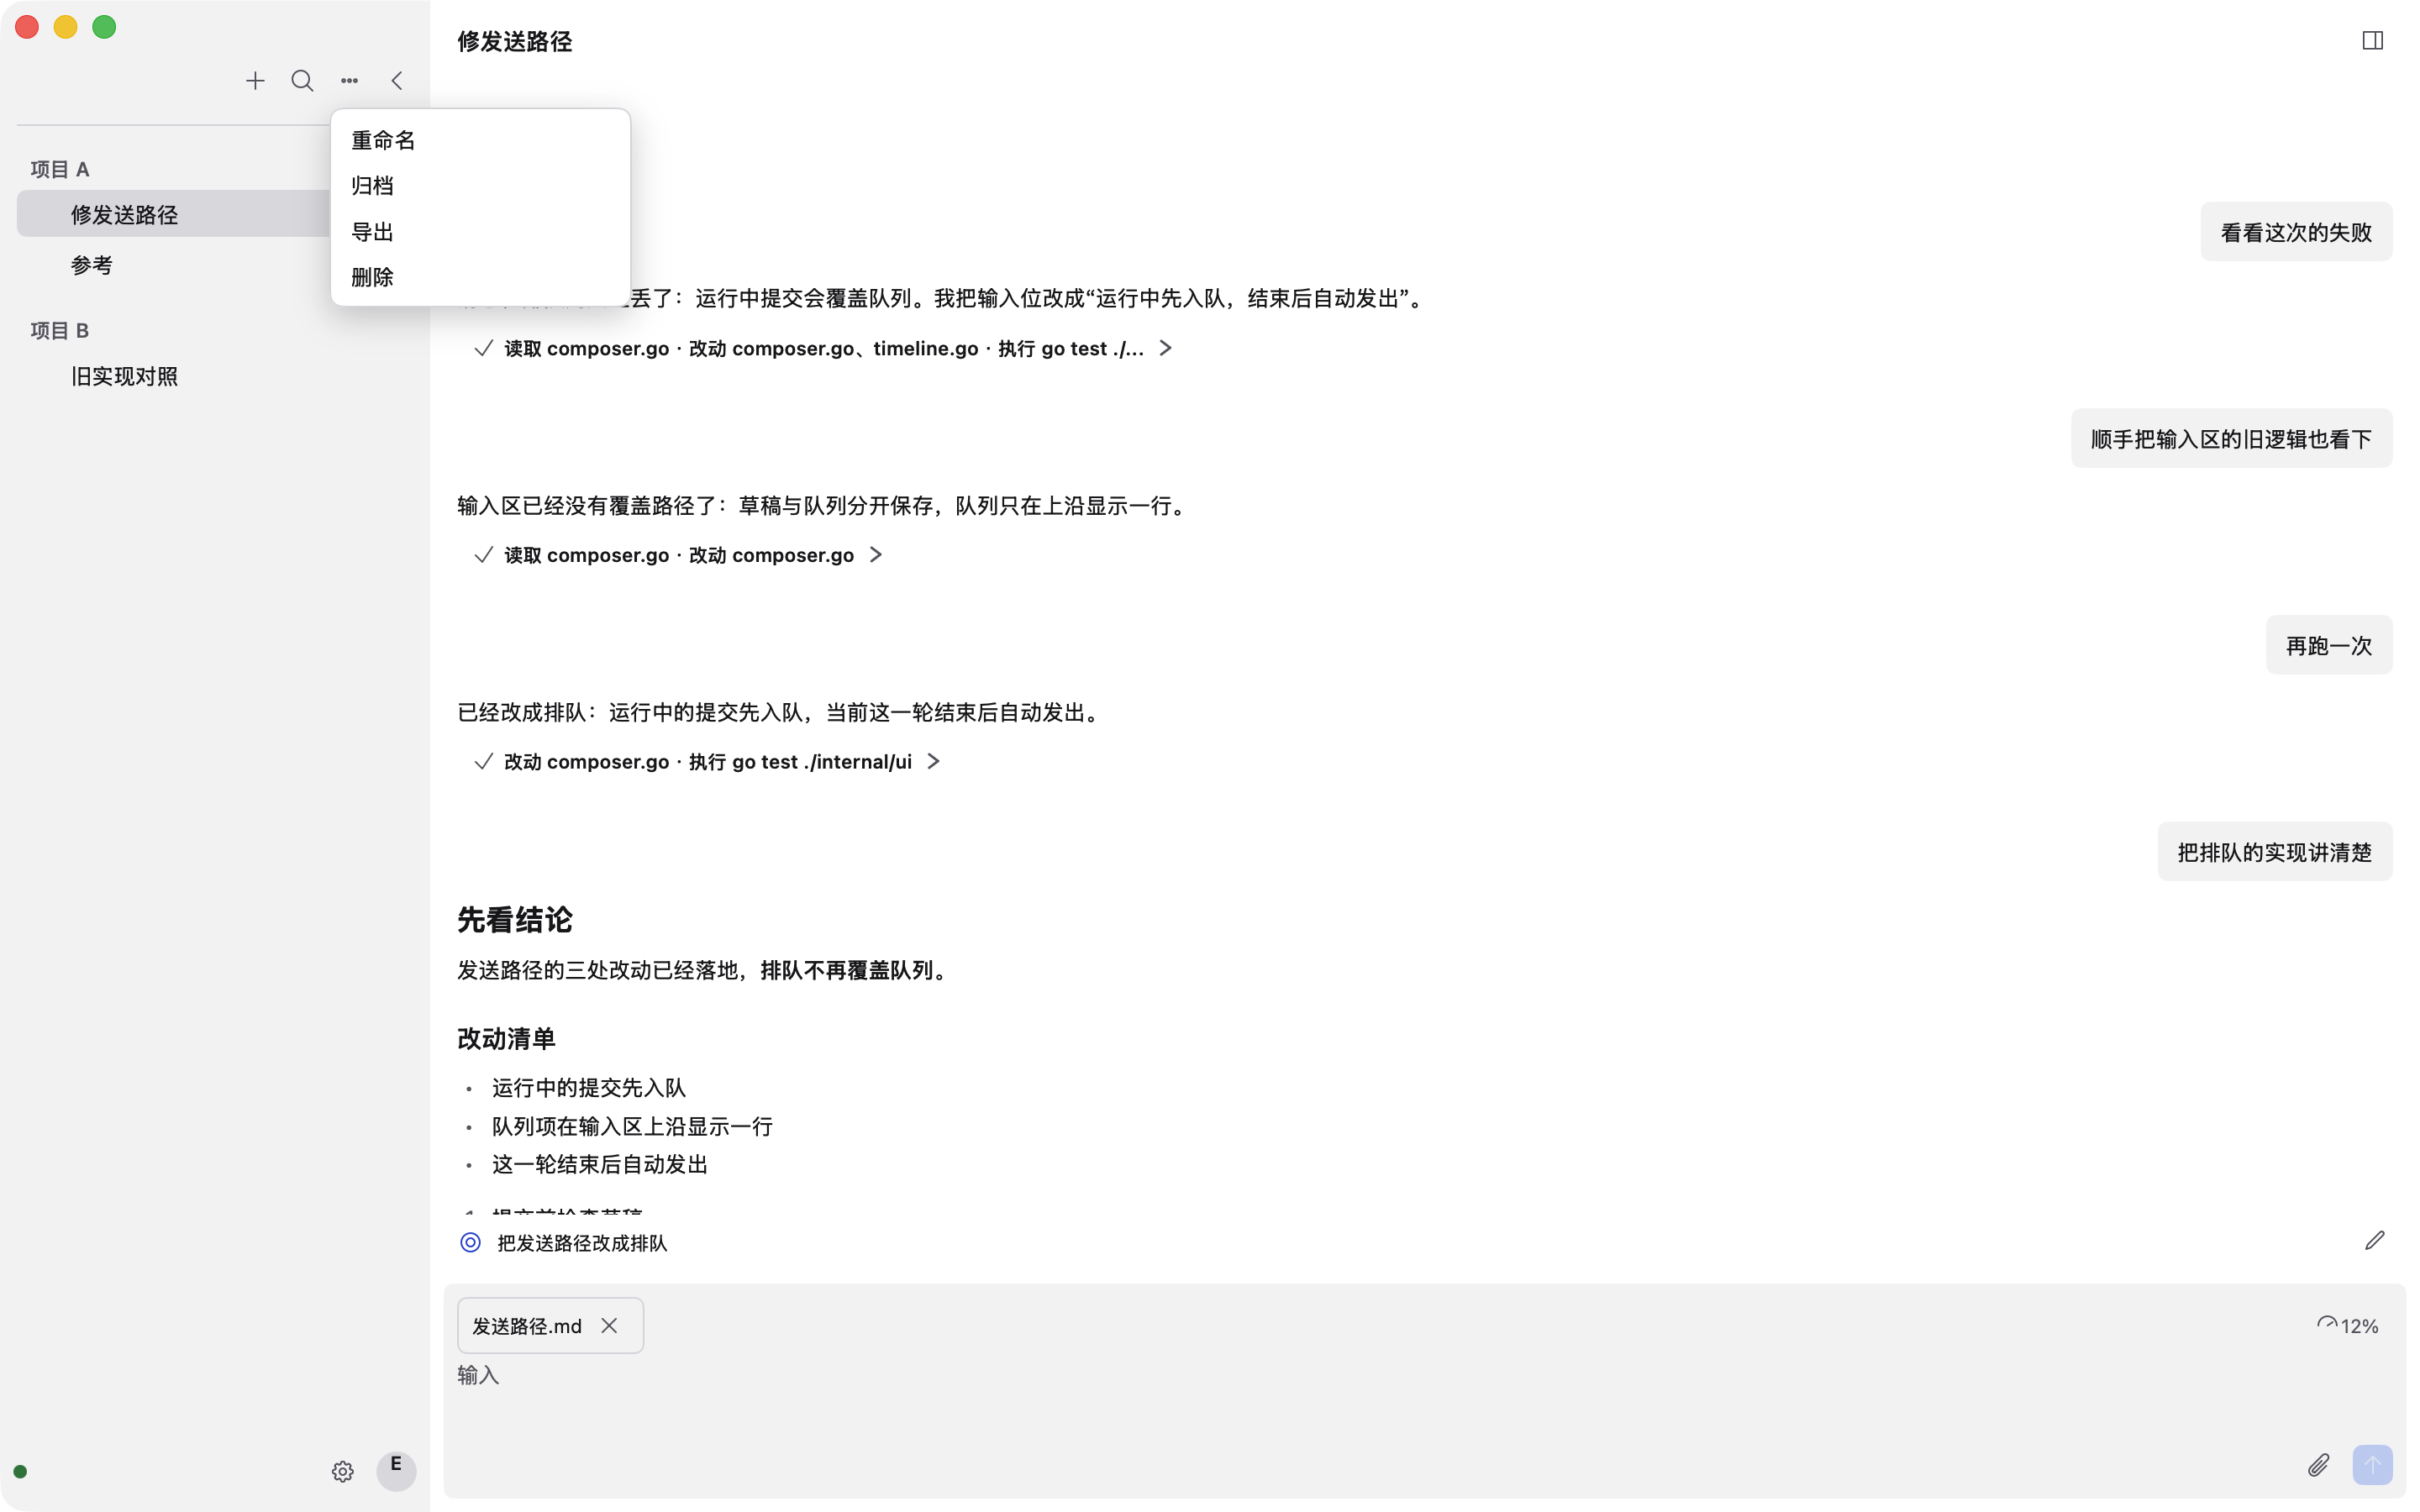 修发送路径
重命名
归档
导出
删除
项目 A
修发送路径
参考
项目 B
旧实现对照
E
看看这次的失败
丢了：运行中提交会覆盖队列。我把输入位改成“运行中先入队，结束后自动发出”。
读取 composer.go · 改动 composer.go、timeline.go · 执行 go test ./...
顺手把输入区的旧逻辑也看下
输入区已经没有覆盖路径了：草稿与队列分开保存，队列只在上沿显示一行。
读取 composer.go · 改动 composer.go
再跑一次
已经改成排队：运行中的提交先入队，当前这一轮结束后自动发出。
改动 composer.go · 执行 go test ./internal/ui
把排队的实现讲清楚
先看结论
发送路径的三处改动已经落地，排队不再覆盖队列。
改动清单
• 运行中的提交先入队
• 队列项在输入区上沿显示一行
• 这一轮结束后自动发出
把发送路径改成排队
发送路径.md
12%
输入